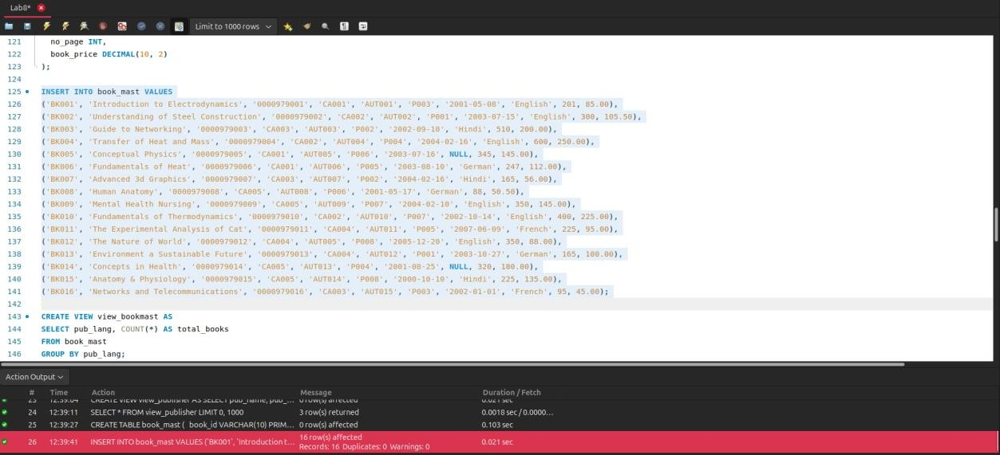 Lab8*
Limit to 1000 rows
121 no_page INT,
122 book_price DECIMAL(10, 2)
123 );
124
125 INSERT INTO book_mast VALUES
126 ('BK001', 'Introduction to Electrodynamics', '0000979001', 'CA001', 'AUT001', 'P003', '2001-05-08', 'English', 201, 85.00),
127 ('BK002', 'Understanding of Steel Construction', '0000979002', 'CA002', 'AUT002', 'P001', '2003-07-15', 'English', 300, 105.50),
128 ('BK003', 'Guide to Networking', '0000979003', 'CA003', 'AUT003', 'P002', '2002-09-10', 'Hindi', 510, 200.00),
129 ('BK004', 'Transfer of Heat and Mass', '0000979004', 'CA002', 'AUT004', 'P004', '2004-02-16', 'English', 600, 250.00),
130 ('BK005', 'Conceptual Physics', '0000979005', 'CA001', 'AUT005', 'P006', '2003-07-16', NULL, 345, 145.00),
131 ('BK006', 'Fundamentals of Heat', '0000979006', 'CA001', 'AUT006', 'P005', '2003-08-10', 'German', 247, 112.00),
132 ('BK007', 'Advanced 3d Graphics', '0000979007', 'CA003', 'AUT007', 'P002', '2004-02-16', 'Hindi', 165, 56.00),
133 ('BK008', 'Human Anatomy', '0000979008', 'CA005', 'AUT008', 'P006', '2001-05-17', 'German', 88, 50.50),
134 ('BK009', 'Mental Health Nursing', '0000979009', 'CA005', 'AUT009', 'P007', '2004-02-10', 'English', 350, 145.00),
135 ('BK010', 'Fundamentals of Thermodynamics', '0000979010', 'CA002', 'AUT010', 'P007', '2002-10-14', 'English', 400, 225.00),
136 ('BK011', 'The Experimental Analysis of Cat', '0000979011', 'CA004', 'AUT011', 'P005', '2007-06-09', 'French', 225, 95.00),
137 ('BK012', 'The Nature of World', '0000979012', 'CA004', 'AUT005', 'P008', '2005-12-20', 'English', 350, 88.00),
138 ('BK013', 'Environment a Sustainable Future', '0000979013', 'CA004', 'AUT012', 'P001', '2003-10-27', 'German', 165, 100.00),
139 ('BK014', 'Concepts in Health', '0000979014', 'CA005', 'AUT013', 'P004', '2001-08-25', NULL, 320, 180.00),
140 ('BK015', 'Anatomy & Physiology', '0000979015', 'CA005', 'AUT014', 'P008', '2000-10-10', 'Hindi', 225, 135.00),
141 ('BK016', 'Networks and Telecommunications', '0000979016', 'CA003', 'AUT015', 'P003', '2002-01-01', 'French', 95, 45.00);
142
143 CREATE VIEW view_bookmast AS
144 SELECT pub_lang, COUNT(*) AS total_books
145 FROM book_mast
146 GROUP BY pub_lang;
Action Output
# Time Action Message Duration / Fetch
23 12:39:04 CREATE VIEW view_publisher AS SELECT pub_name, pub_... 0 row(s) affected 0.021 sec
24 12:39:11 SELECT * FROM view_publisher LIMIT 0, 1000 3 row(s) returned 0.0018 sec / 0.0000...
25 12:39:27 CREATE TABLE book_mast ( book_id VARCHAR(10) PRIM... 0 row(s) affected 0.103 sec
26 12:39:41 INSERT INTO book_mast VALUES ('BK001', 'Introduction t... 16 row(s) affected 0.021 sec
Records: 16 Duplicates: 0 Warnings: 0